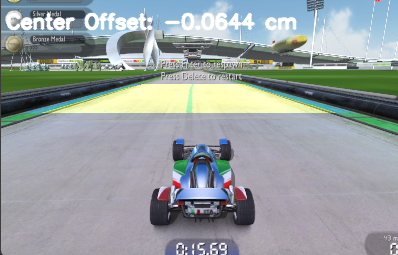 Silver Medal
Center Offset: −0.0644 cm
Bronze Medal
Press Enter to respawn
Press Delete to restart
0:15.69